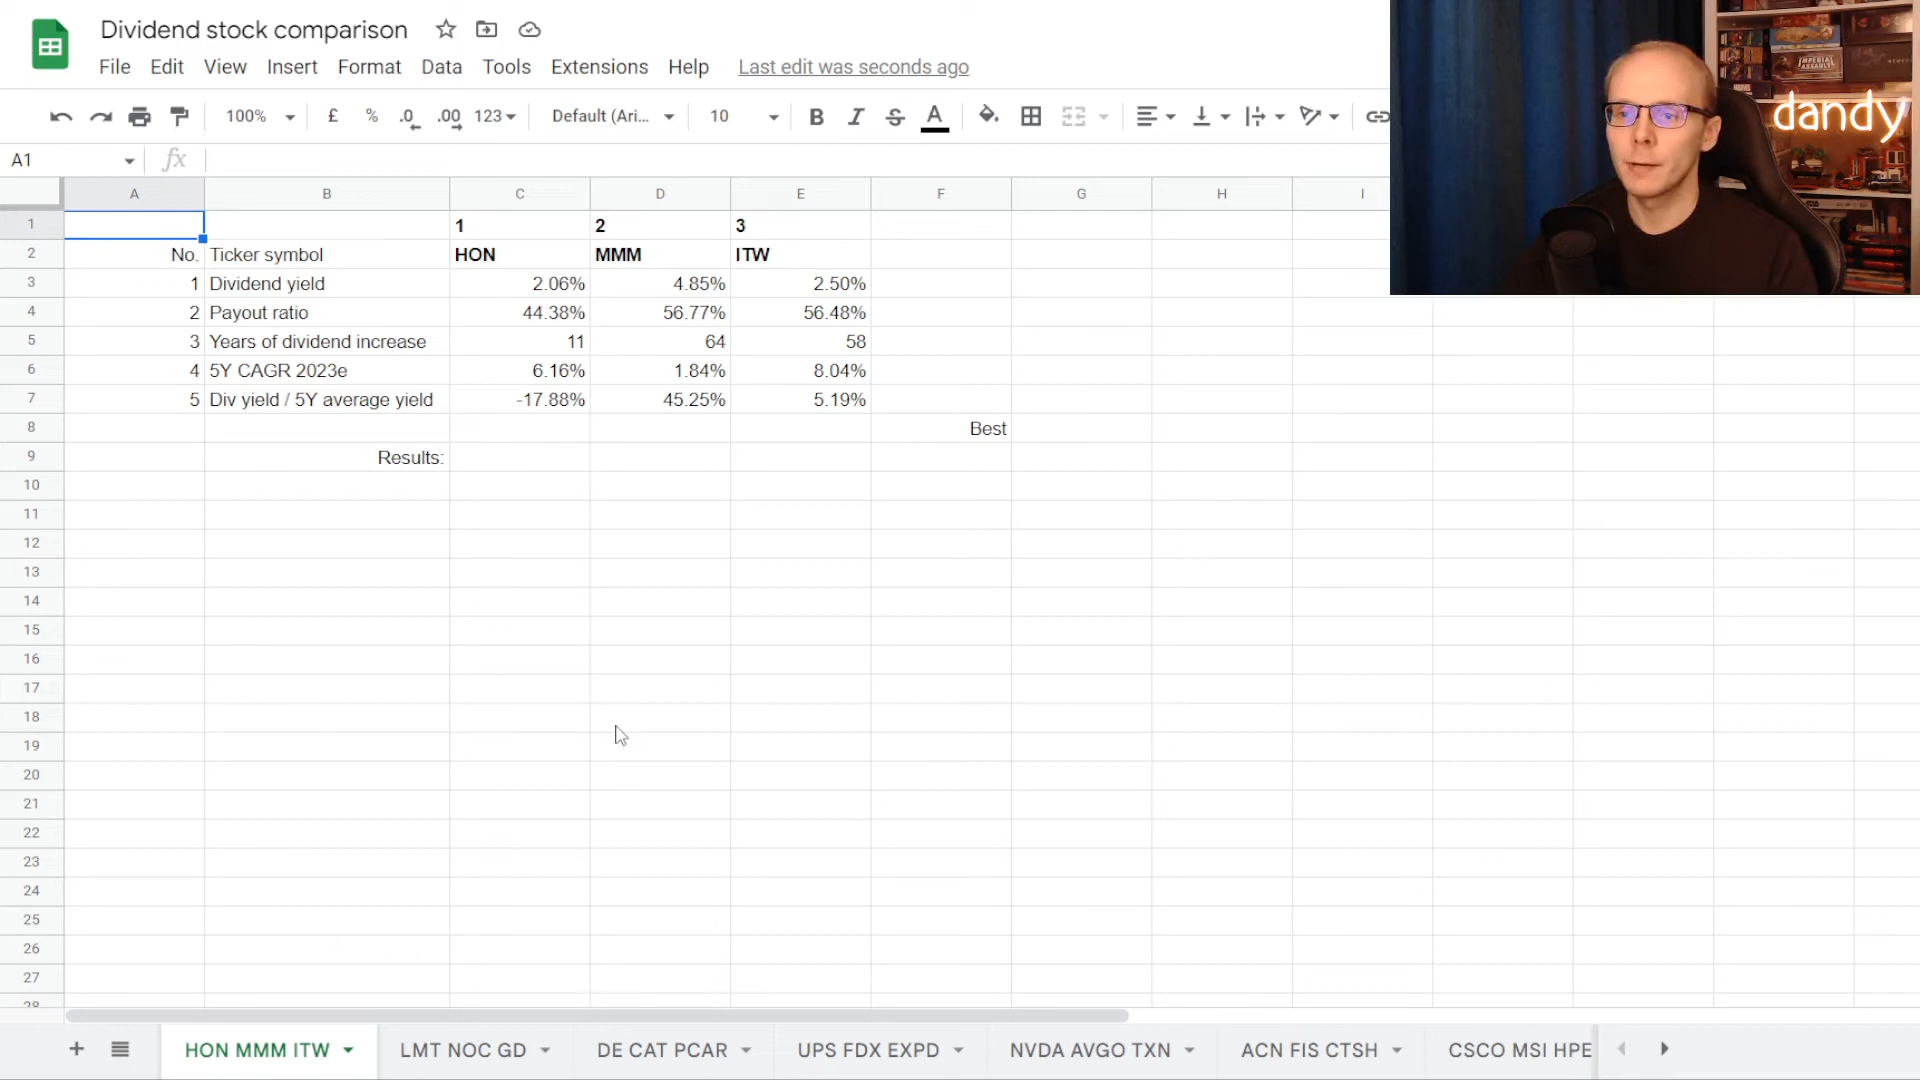 Dividend stock comparison
File Edit View Insert Format Data Tools Extensions Help Last edit was seconds ago
100% £ % .0 .00 123 Default (Ari... 10 B I S A
A1 fx
A B C D E F G H I
1 1 2 3
2 No. Ticker symbol HON MMM ITW
3 1 Dividend yield 2.06% 4.85% 2.50%
4 2 Payout ratio 44.38% 56.77% 56.48%
5 3 Years of dividend increase 11 64 58
6 4 5Y CAGR 2023e 6.16% 1.84% 8.04%
7 5 Div yield / 5Y average yield -17.88% 45.25% 5.19%
8 Best
9 Results:
10
11
12
13
14
15
16
17
18
19
20
21
22
23
24
25
26
27
28
HON MMM ITW LMT NOC GD DE CAT PCAR UPS FDX EXPD NVDA AVGO TXN ACN FIS CTSH CSCO MSI HPE
dandy
IMPERIAL
ASSAULT